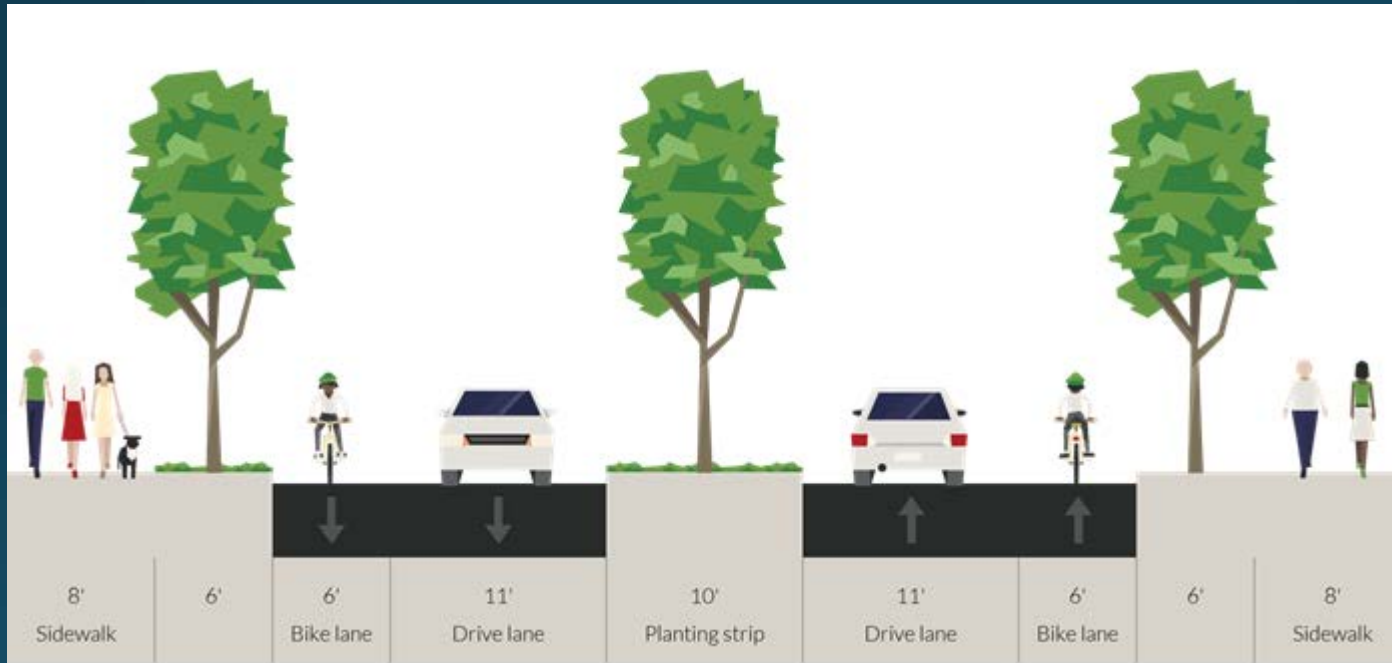 8' 6' 6' 11' 10' 11' 6' 6' 8'
Sidewalk Bike lane Drive lane Planting strip Drive lane Bike lane Sidewalk